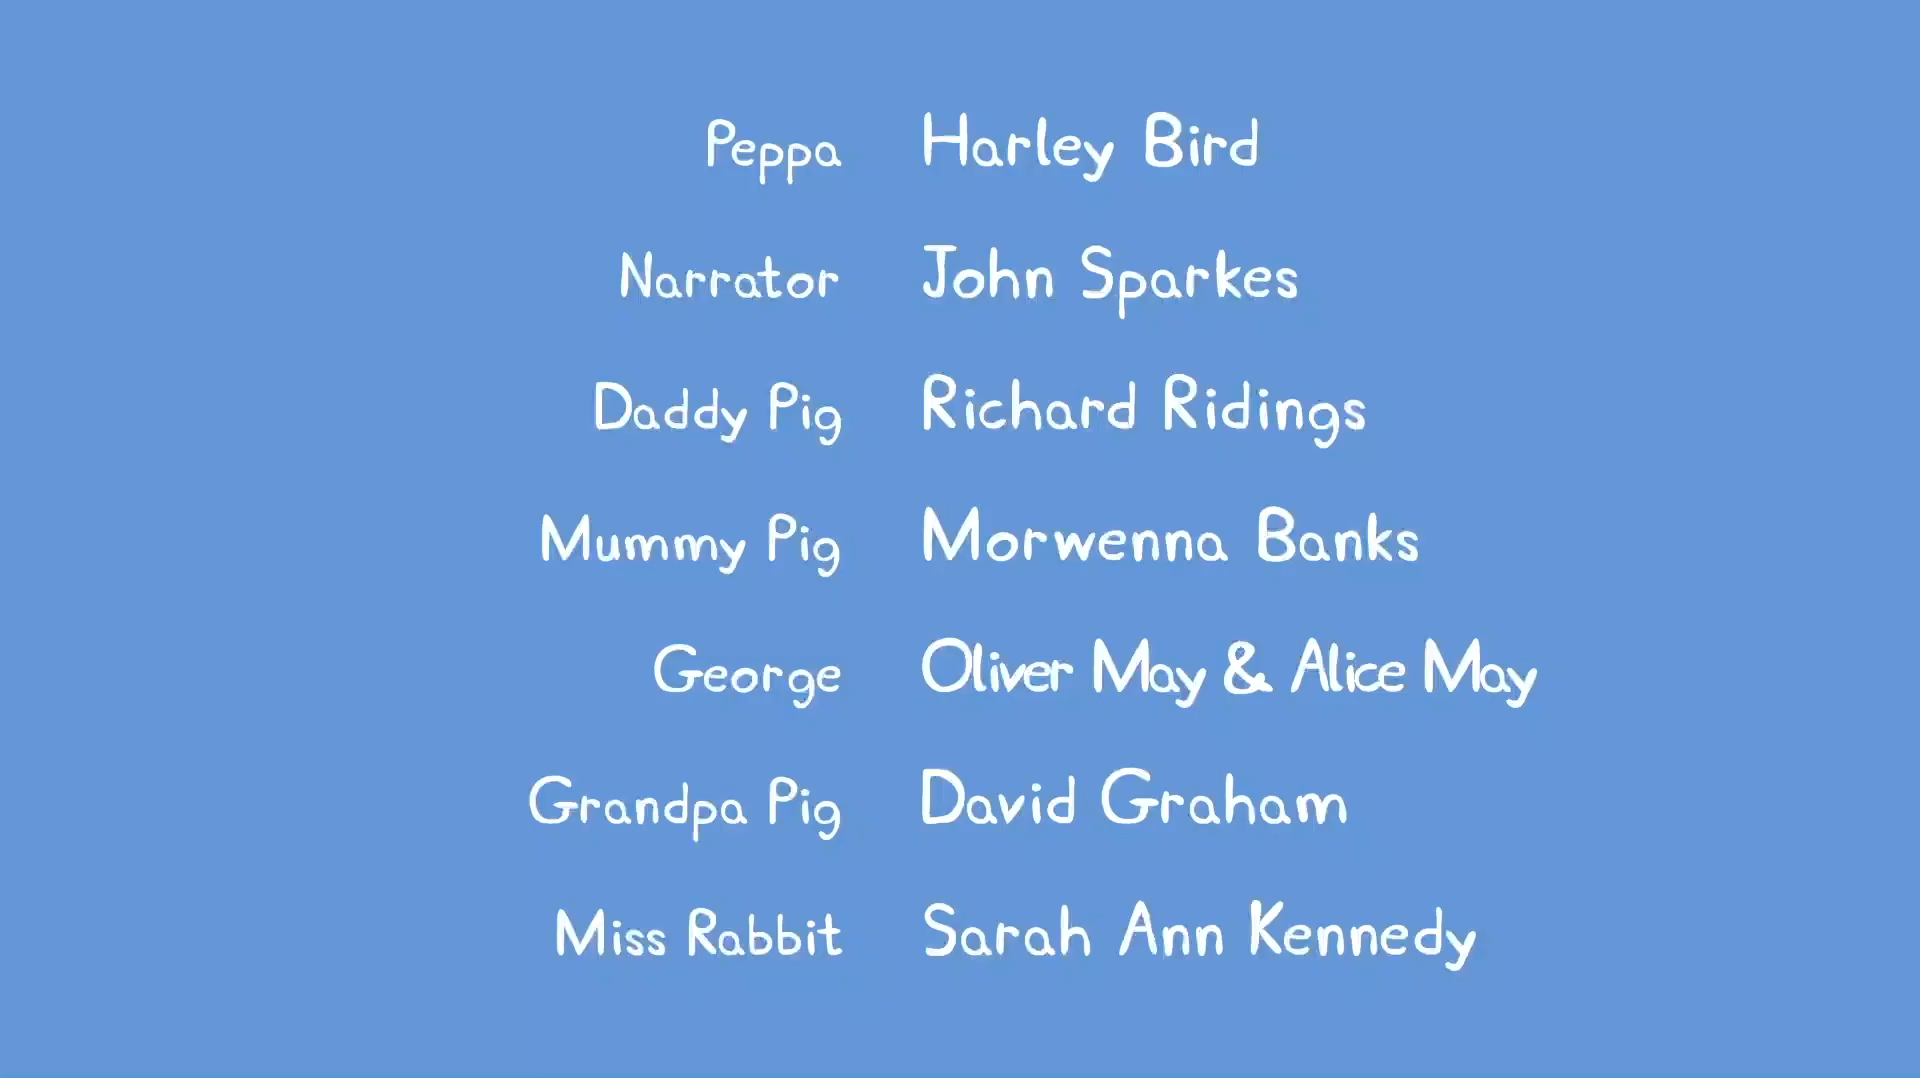 Peppa Harley Bird
Narrator John Sparkes
Daddy Pig Richard Ridings
Mummy Pig Morwenna Banks
George Oliver May & Alice May
Grandpa Pig David Graham
Miss Rabbit Sarah Ann Kennedy